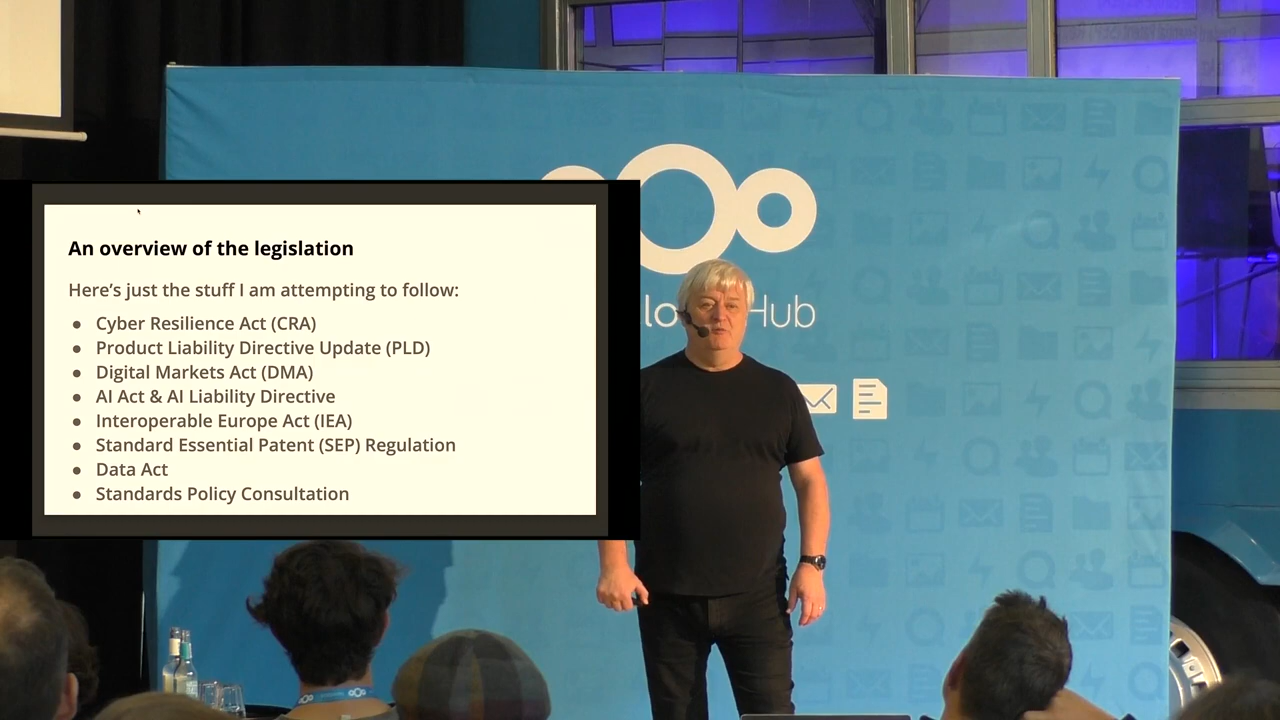 An overview of the legislation
Here’s just the stuff I am attempting to follow:
● Cyber Resilience Act (CRA)
● Product Liability Directive Update (PLD)
● Digital Markets Act (DMA)
● AI Act & AI Liability Directive
● Interoperable Europe Act (IEA)
● Standard Essential Patent (SEP) Regulation
● Data Act
● Standards Policy Consultation
Hub